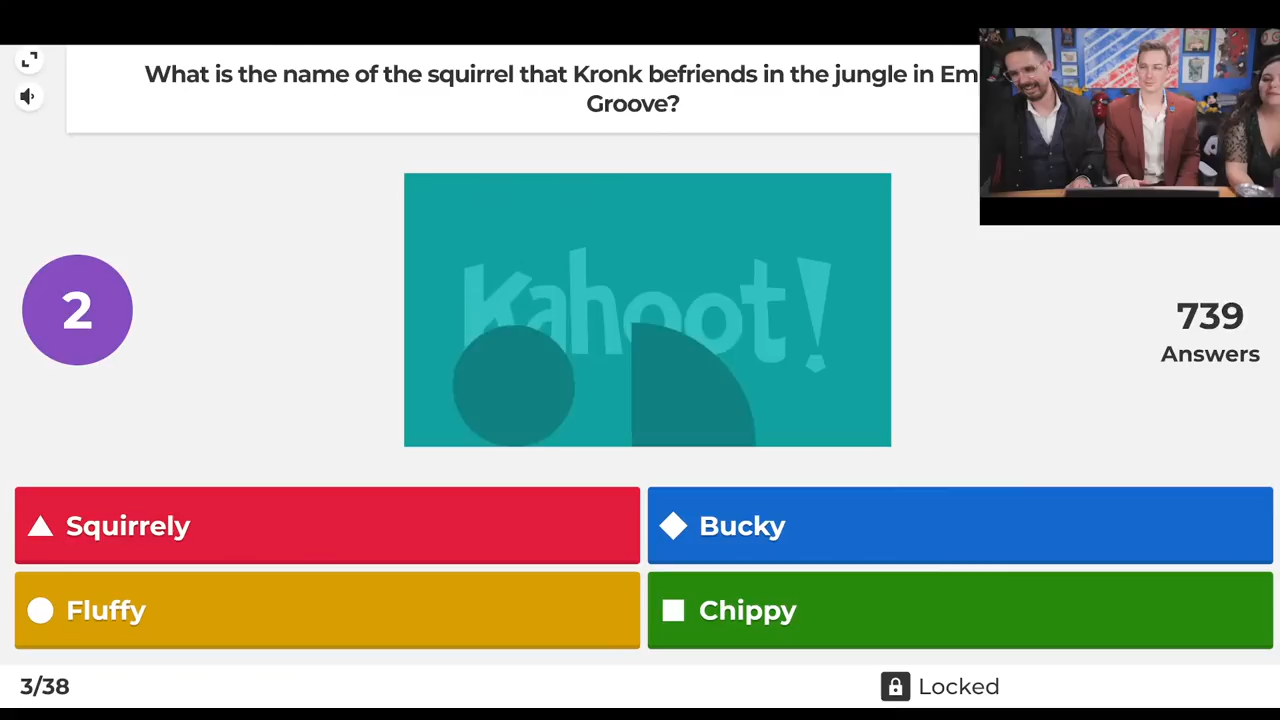 What is the name of the squirrel that Kronk befriends in the jungle in Em
Groove?
Kahoot!
2
739
Answers
Squirrely
Bucky
Fluffy
Chippy
3/38
Locked